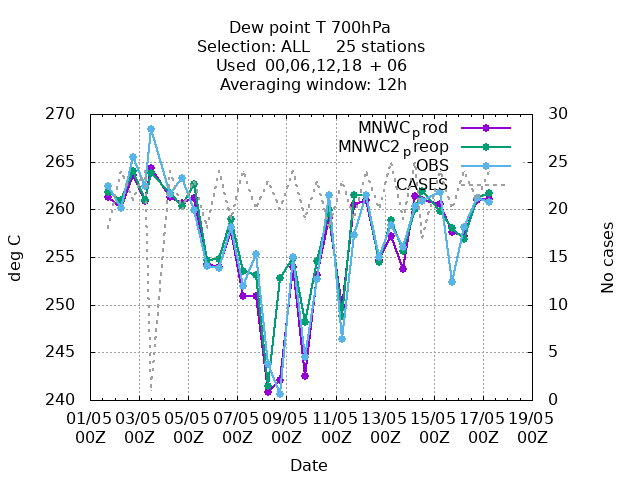 Dew point T 700hPa
Selection: ALL     25 stations
Used  00,06,12,18 + 06
Averaging window: 12h
270
265
260
255
250
245
240
deg C
30
25
20
15
10
5
0
No cases
MNWCprod
MNWC2preop
OBS
CASES
01/05 03/05 05/05 07/05 09/05 11/05 13/05 15/05 17/05 19/05
00Z 00Z 00Z 00Z 00Z 00Z 00Z 00Z 00Z 00Z
Date